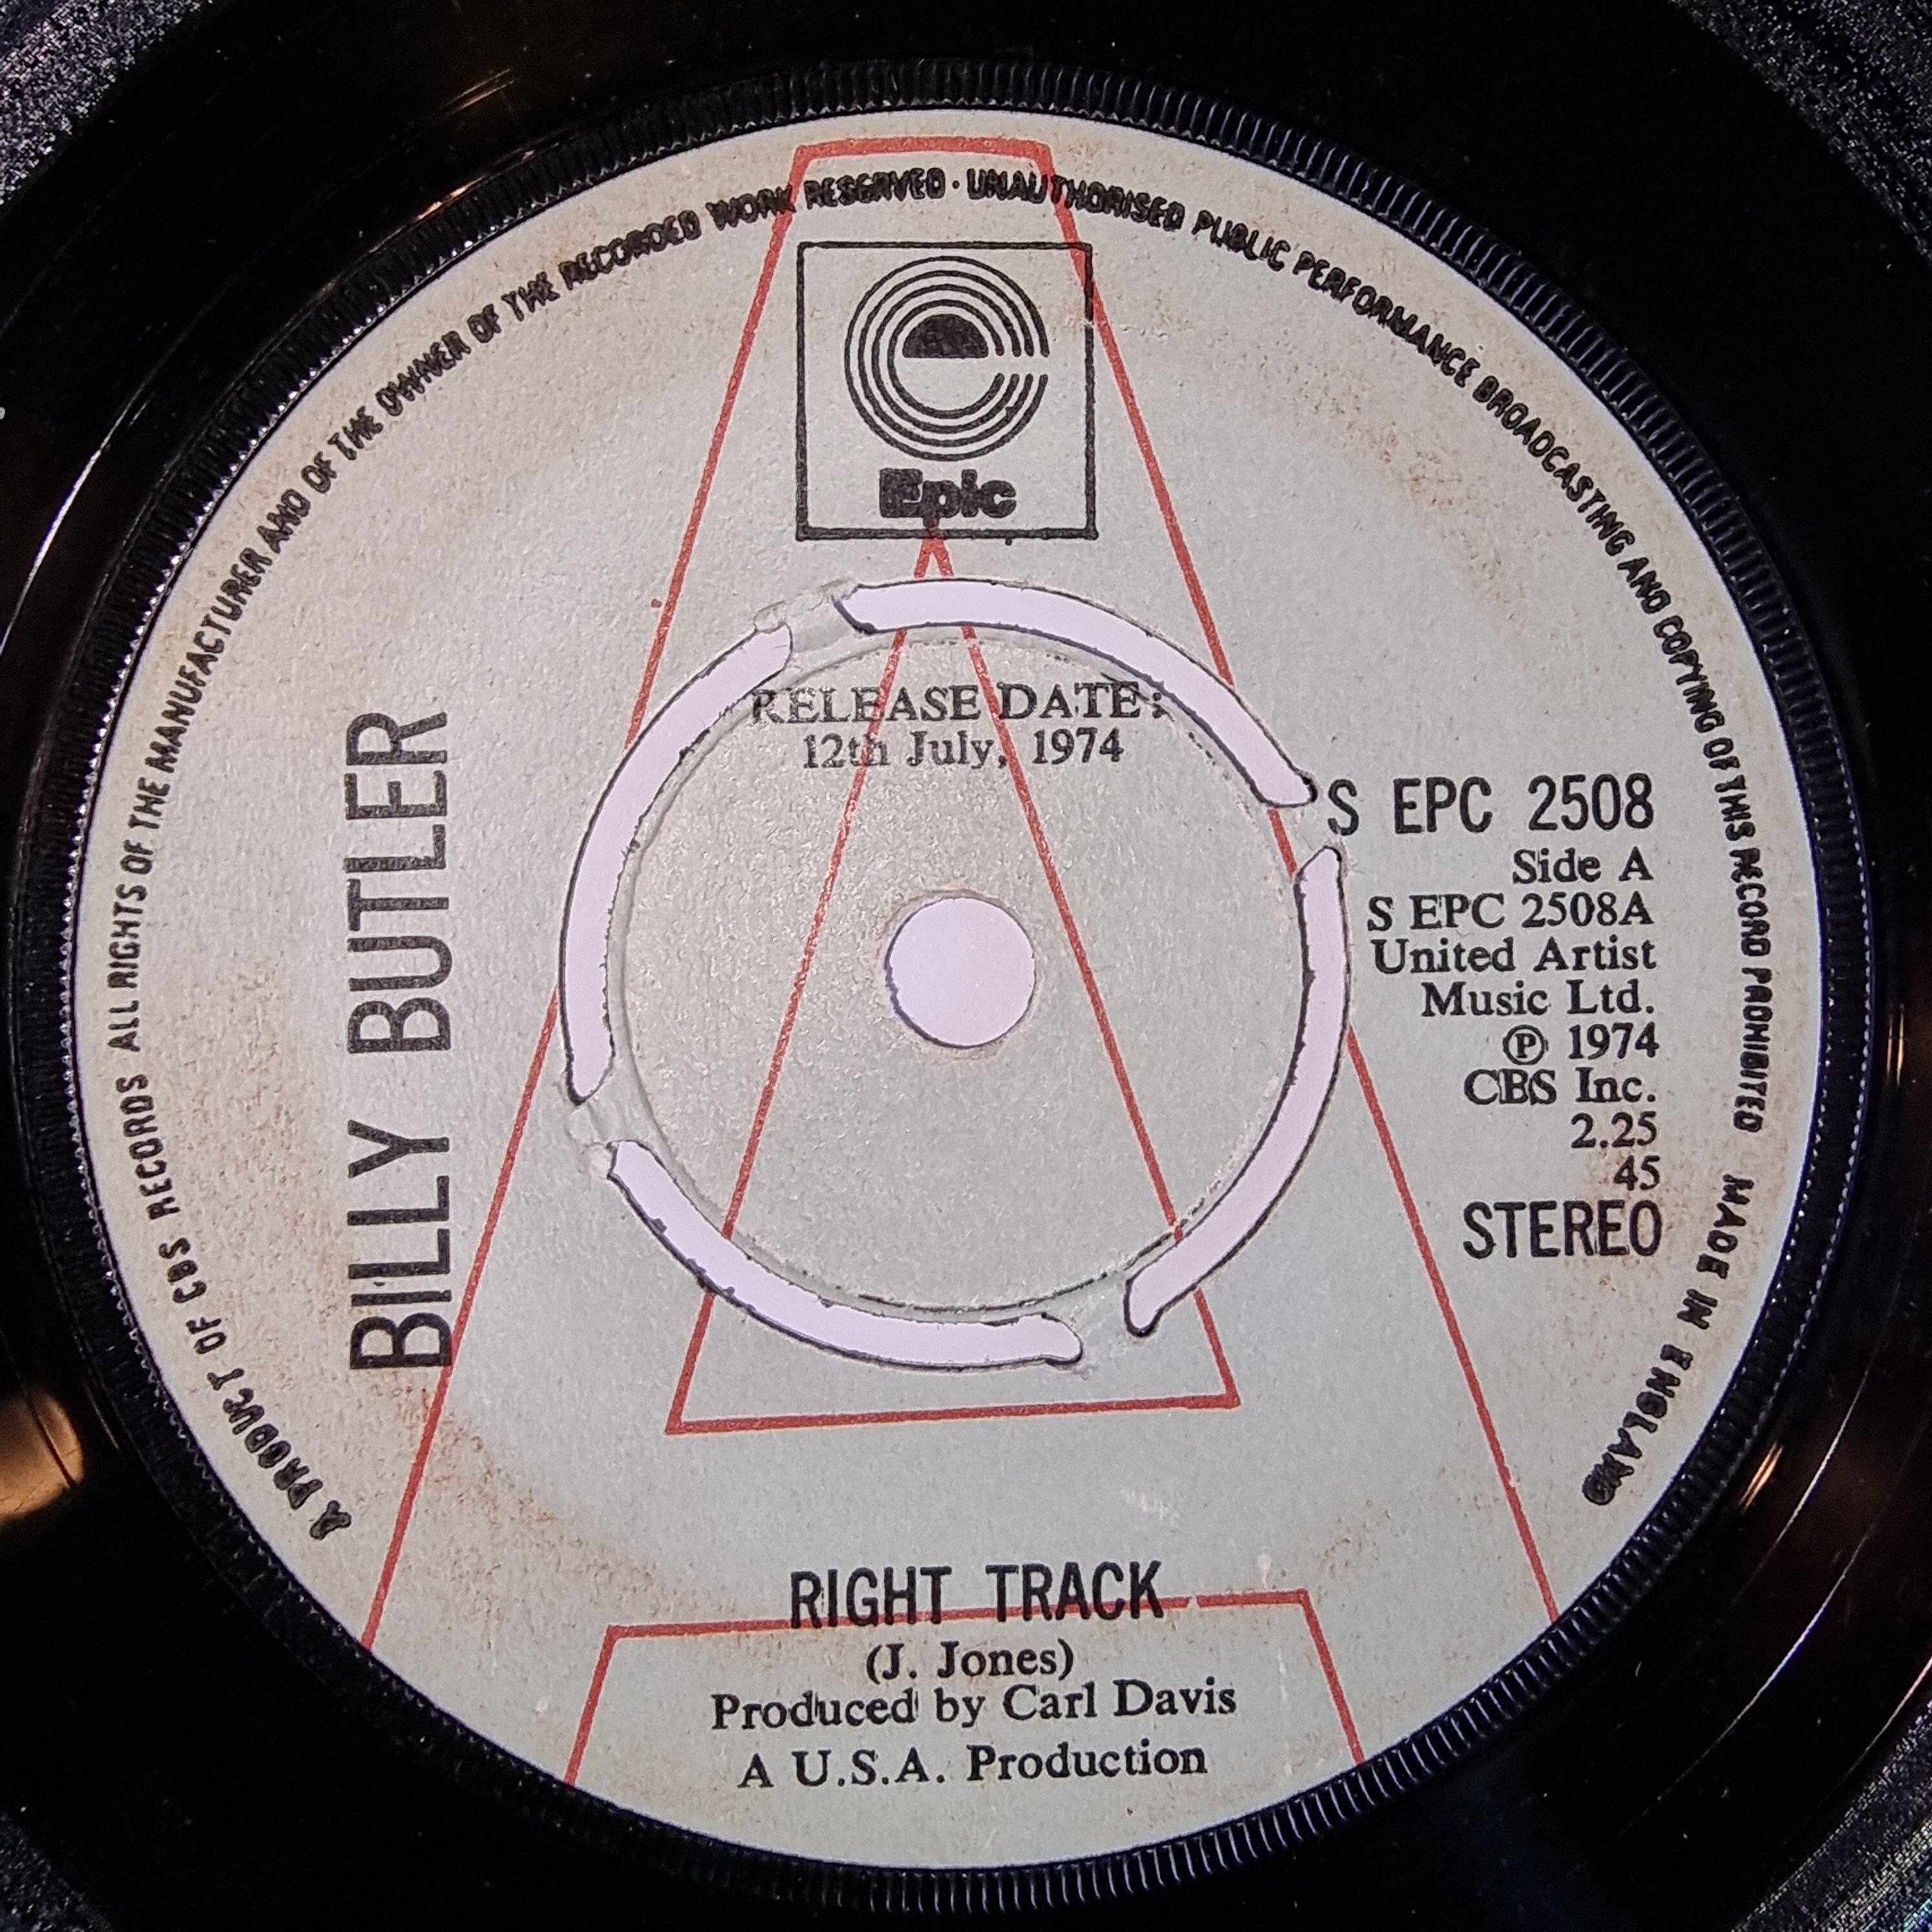 A PRODUCT OF CBS RECORDS ALL RIGHTS OF THE MANUFACTURER AND OF THE OWNER OF THE RECORDED WORK RESERVED · UNAUTHORISED PUBLIC PERFORMANCE BROADCASTING AND COPYING OF THIS RECORD PROHIBITED MADE IN ENGLAND
Epic
RELEASE DATE:
12th July, 1974
BILLY BUTLER
S EPC 2508
Side A
S EPC 2508A
United Artist
Music Ltd.
℗ 1974
CBS Inc.
2.25
45
STEREO
RIGHT TRACK
(J. Jones)
Produced by Carl Davis
A U.S.A. Production